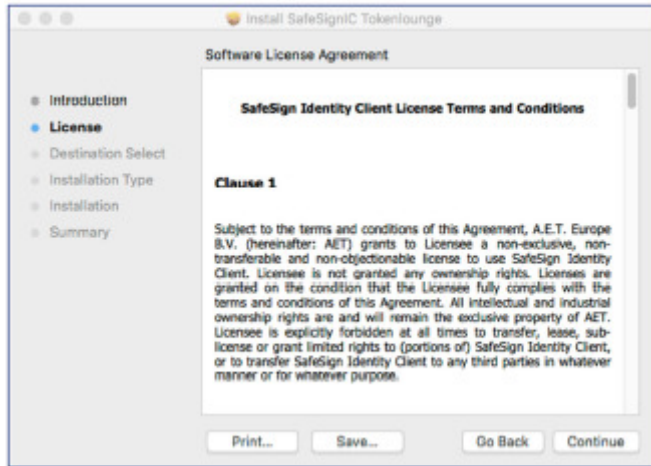 Install SafeSignIC Tokenlounge
Software License Agreement
Introduction
License
Destination Select
Installation Type
Installation
Summary
SafeSign Identity Client License Terms and Conditions
Clause 1
Subject to the terms and conditions of this Agreement, A.E.T. Europe
B.V. (hereinafter: AET) grants to Licensee a non-exclusive, non-
transferable and non-objectionable license to use SafeSign Identity
Client. Licensee is not granted any ownership rights. Licenses are
granted on the condition that the Licensee fully complies with the
terms and conditions of this Agreement. All intellectual and industrial
ownership rights are and will remain the exclusive property of AET.
Licensee is explicitly forbidden at all times to transfer, lease, sub-
license or grant limited rights to (portions of) SafeSign Identity Client,
or to transfer SafeSign Identity Client to any third parties in whatever
manner or for whatever purpose.
Print...
Save...
Go Back
Continue